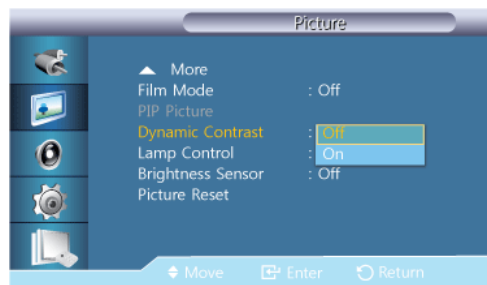 Picture
▲ More
Film Mode : Off
PIP Picture
Dynamic Contrast : Off
Lamp Control : On
Brightness Sensor : Off
Picture Reset
Move Enter Return